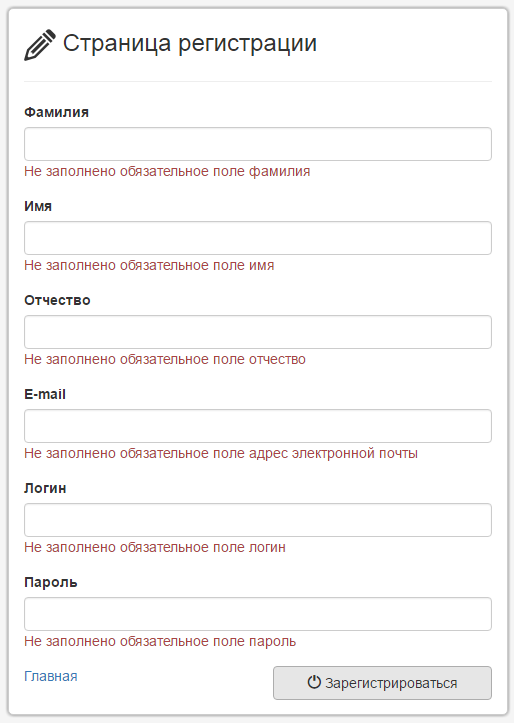 Страница регистрации
Фамилия
Не заполнено обязательное поле фамилия
Имя
Не заполнено обязательное поле имя
Отчество
Не заполнено обязательное поле отчество
E-mail
Не заполнено обязательное поле адрес электронной почты
Логин
Не заполнено обязательное поле логин
Пароль
Не заполнено обязательное поле пароль
Главная
Зарегистрироваться